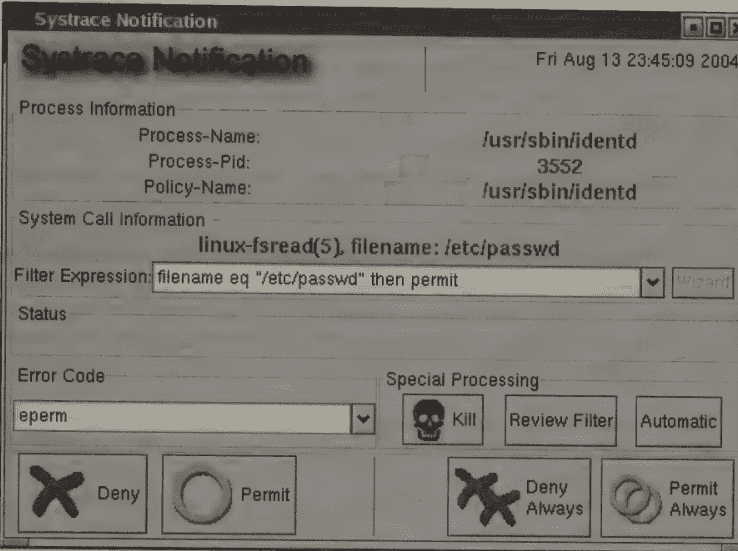 Systrace Notification
Systrace Notification
Fri Aug 13 23:45:09 2004
Process Information
Process-Name: /usr/sbin/identd
Process-Pid: 3552
Policy-Name: /usr/sbin/identd
System Call Information
linux-fsread(5), filename: /etc/passwd
Filter Expression: filename eq "/etc/passwd" then permit Wizard
Status
Error Code
Special Processing
eperm
Kill
Review Filter
Automatic
Deny
Permit
Deny Always
Permit Always